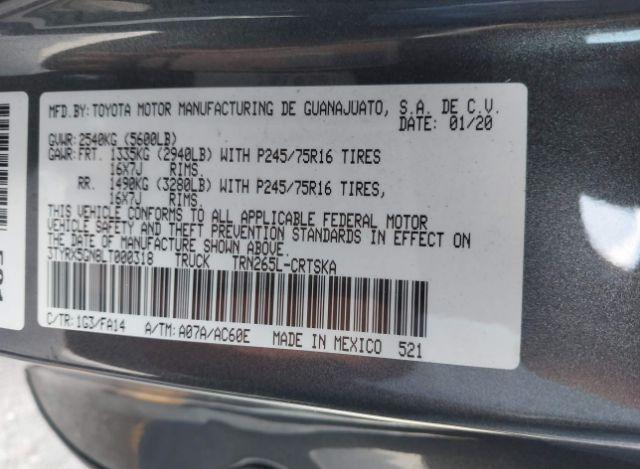 MFD.BY:TOYOTA MOTOR MANUFACTURING DE GUANAJUATO, S.A. DE C.V.
DATE: 01/20
GVWR:2540KG (5600LB)
GAWR:FRT. 1335KG (2940LB) WITH P245/75R16 TIRES
16X7J RIMS.
RR. 1490KG (3280LB) WITH P245/75R16 TIRES,
16X7J RIMS.
THIS VEHICLE CONFORMS TO ALL APPLICABLE FEDERAL MOTOR
VEHICLE SAFETY AND THEFT PREVENTION STANDARDS IN EFFECT ON
THE DATE OF MANUFACTURE SHOWN ABOVE.
3TYRX5GN8LT000318 TRUCK TRN265L-CRTSKA
C/TR:1G3/FA14 A/TM:A07A/AC60E MADE IN MEXICO 521